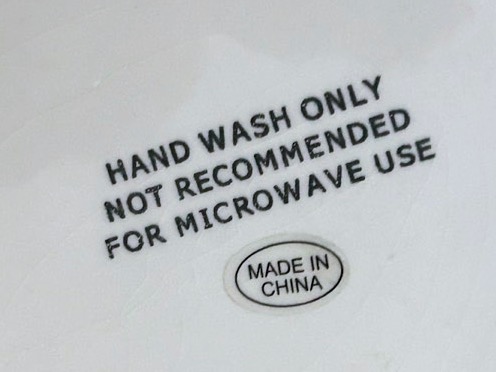 HAND WASH ONLY
NOT RECOMMENDED
FOR MICROWAVE USE
MADE IN
CHINA